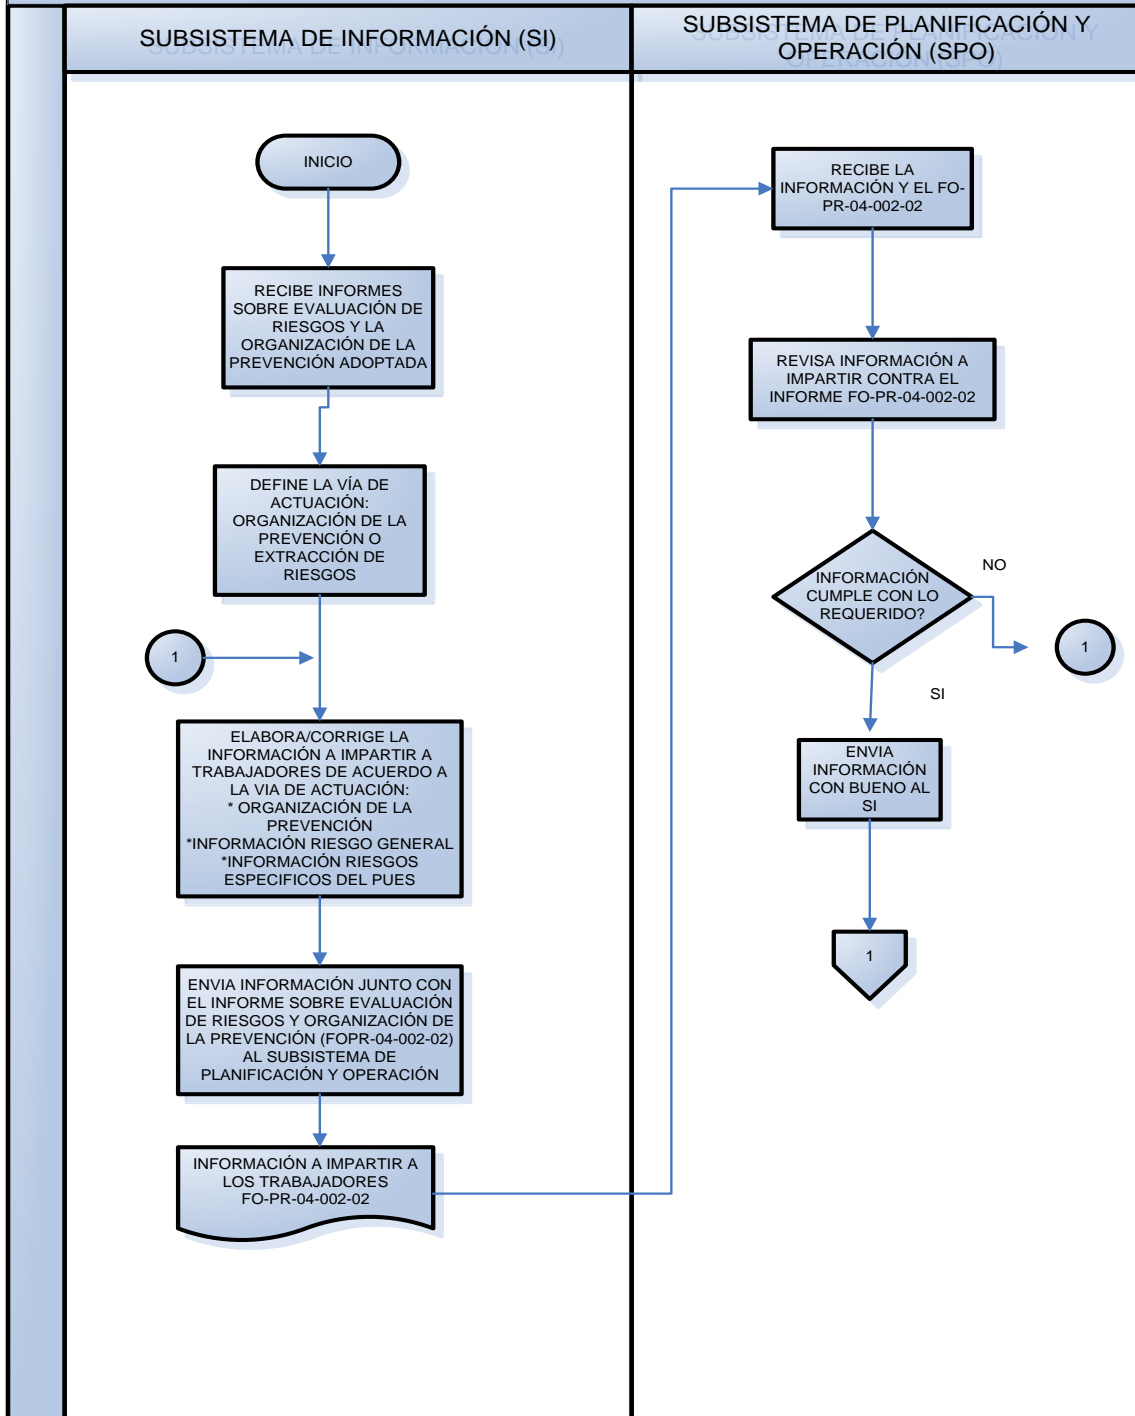 SUBSISTEMA DE INFORMACIÓN (SI)
SUBSISTEMA DE PLANIFICACIÓN Y
OPERACIÓN (SPO)
INICIO
RECIBE INFORMES
SOBRE EVALUACIÓN DE
RIESGOS Y LA
ORGANIZACIÓN DE LA
PREVENCIÓN ADOPTADA
DEFINE LA VÍA DE
ACTUACIÓN:
ORGANIZACIÓN DE LA
PREVENCIÓN O
EXTRACCIÓN DE
RIESGOS
1
ELABORA/CORRIGE LA
INFORMACIÓN A IMPARTIR A
TRABAJADORES DE ACUERDO A
LA VIA DE ACTUACIÓN:
* ORGANIZACIÓN DE LA
PREVENCIÓN
*INFORMACIÓN RIESGO GENERAL
*INFORMACIÓN RIESGOS
ESPECIFICOS DEL PUES
ENVIA INFORMACIÓN JUNTO CON
EL INFORME SOBRE EVALUACIÓN
DE RIESGOS Y ORGANIZACIÓN DE
LA PREVENCIÓN (FOPR-04-002-02)
AL SUBSISTEMA DE
PLANIFICACIÓN Y OPERACIÓN
INFORMACIÓN A IMPARTIR A
LOS TRABAJADORES
FO-PR-04-002-02
RECIBE LA
INFORMACIÓN Y EL FO-
PR-04-002-02
REVISA INFORMACIÓN A
IMPARTIR CONTRA EL
INFORME FO-PR-04-002-02
INFORMACIÓN
CUMPLE CON LO
REQUERIDO?
NO
1
SI
ENVIA
INFORMACIÓN
CON BUENO AL
SI
1